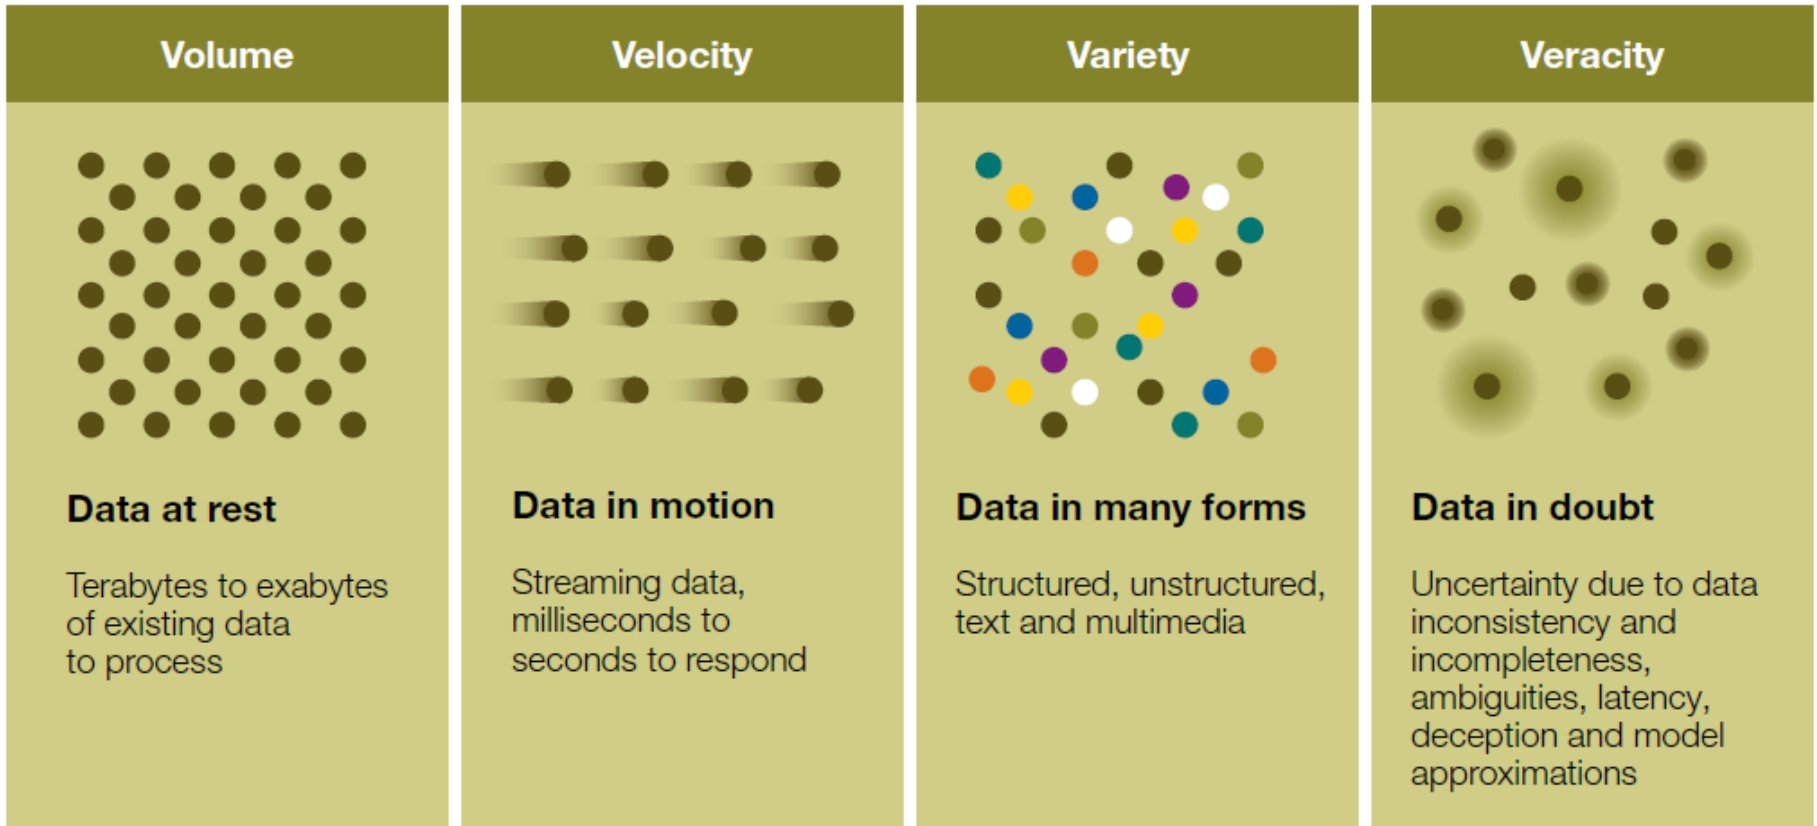 Volume
Data at rest
Terabytes to exabytes
of existing data
to process
Velocity
Data in motion
Streaming data,
milliseconds to
seconds to respond
Variety
Data in many forms
Structured, unstructured,
text and multimedia
Veracity
Data in doubt
Uncertainty due to data
inconsistency and
incompleteness,
ambiguities, latency,
deception and model
approximations